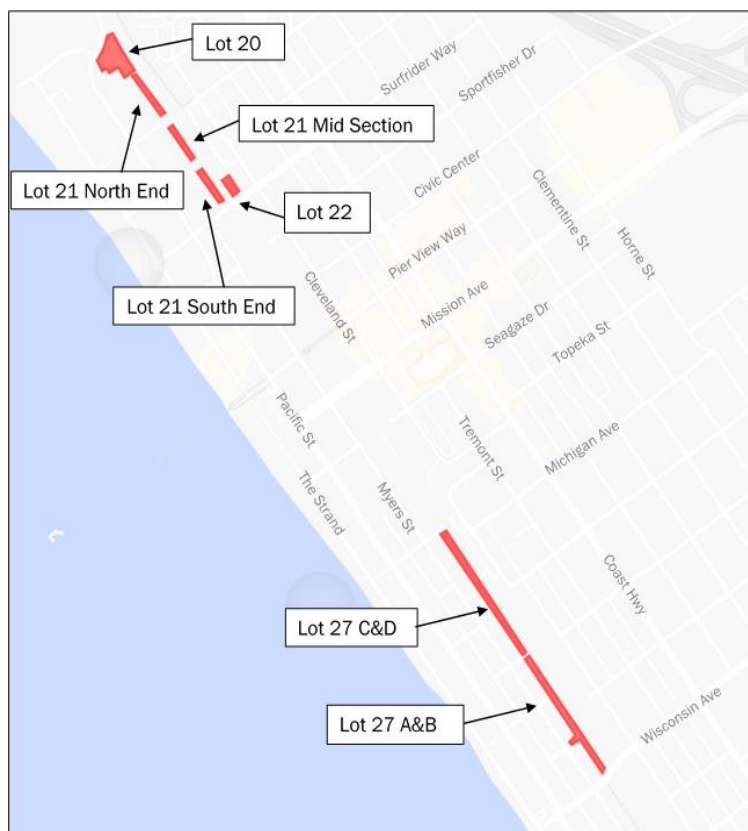 Lot 20
Surfrider Way
Sportfisher Dr
Lot 21 Mid Section
Civic Center
Lot 21 North End
Clementine St
Lot 22
Horne St
Pier View Way
Lot 21 South End
Cleveland St
Mission Ave
Seagaze Dr
Topeka St
Pacific St
Tremont St
Michigan Ave
The Strand
Myers St
Coast Hwy
Lot 27 C&D
Wisconsin Ave
Lot 27 A&B